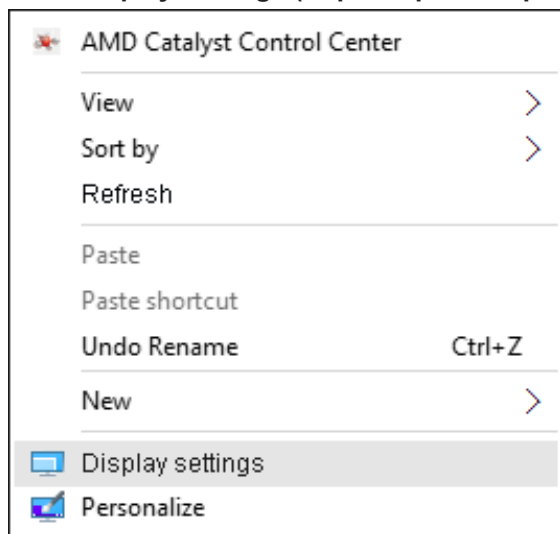 AMD Catalyst Control Center
View
Sort by
Refresh
Paste
Paste shortcut
Undo Rename Ctrl+Z
New
Display settings
Personalize